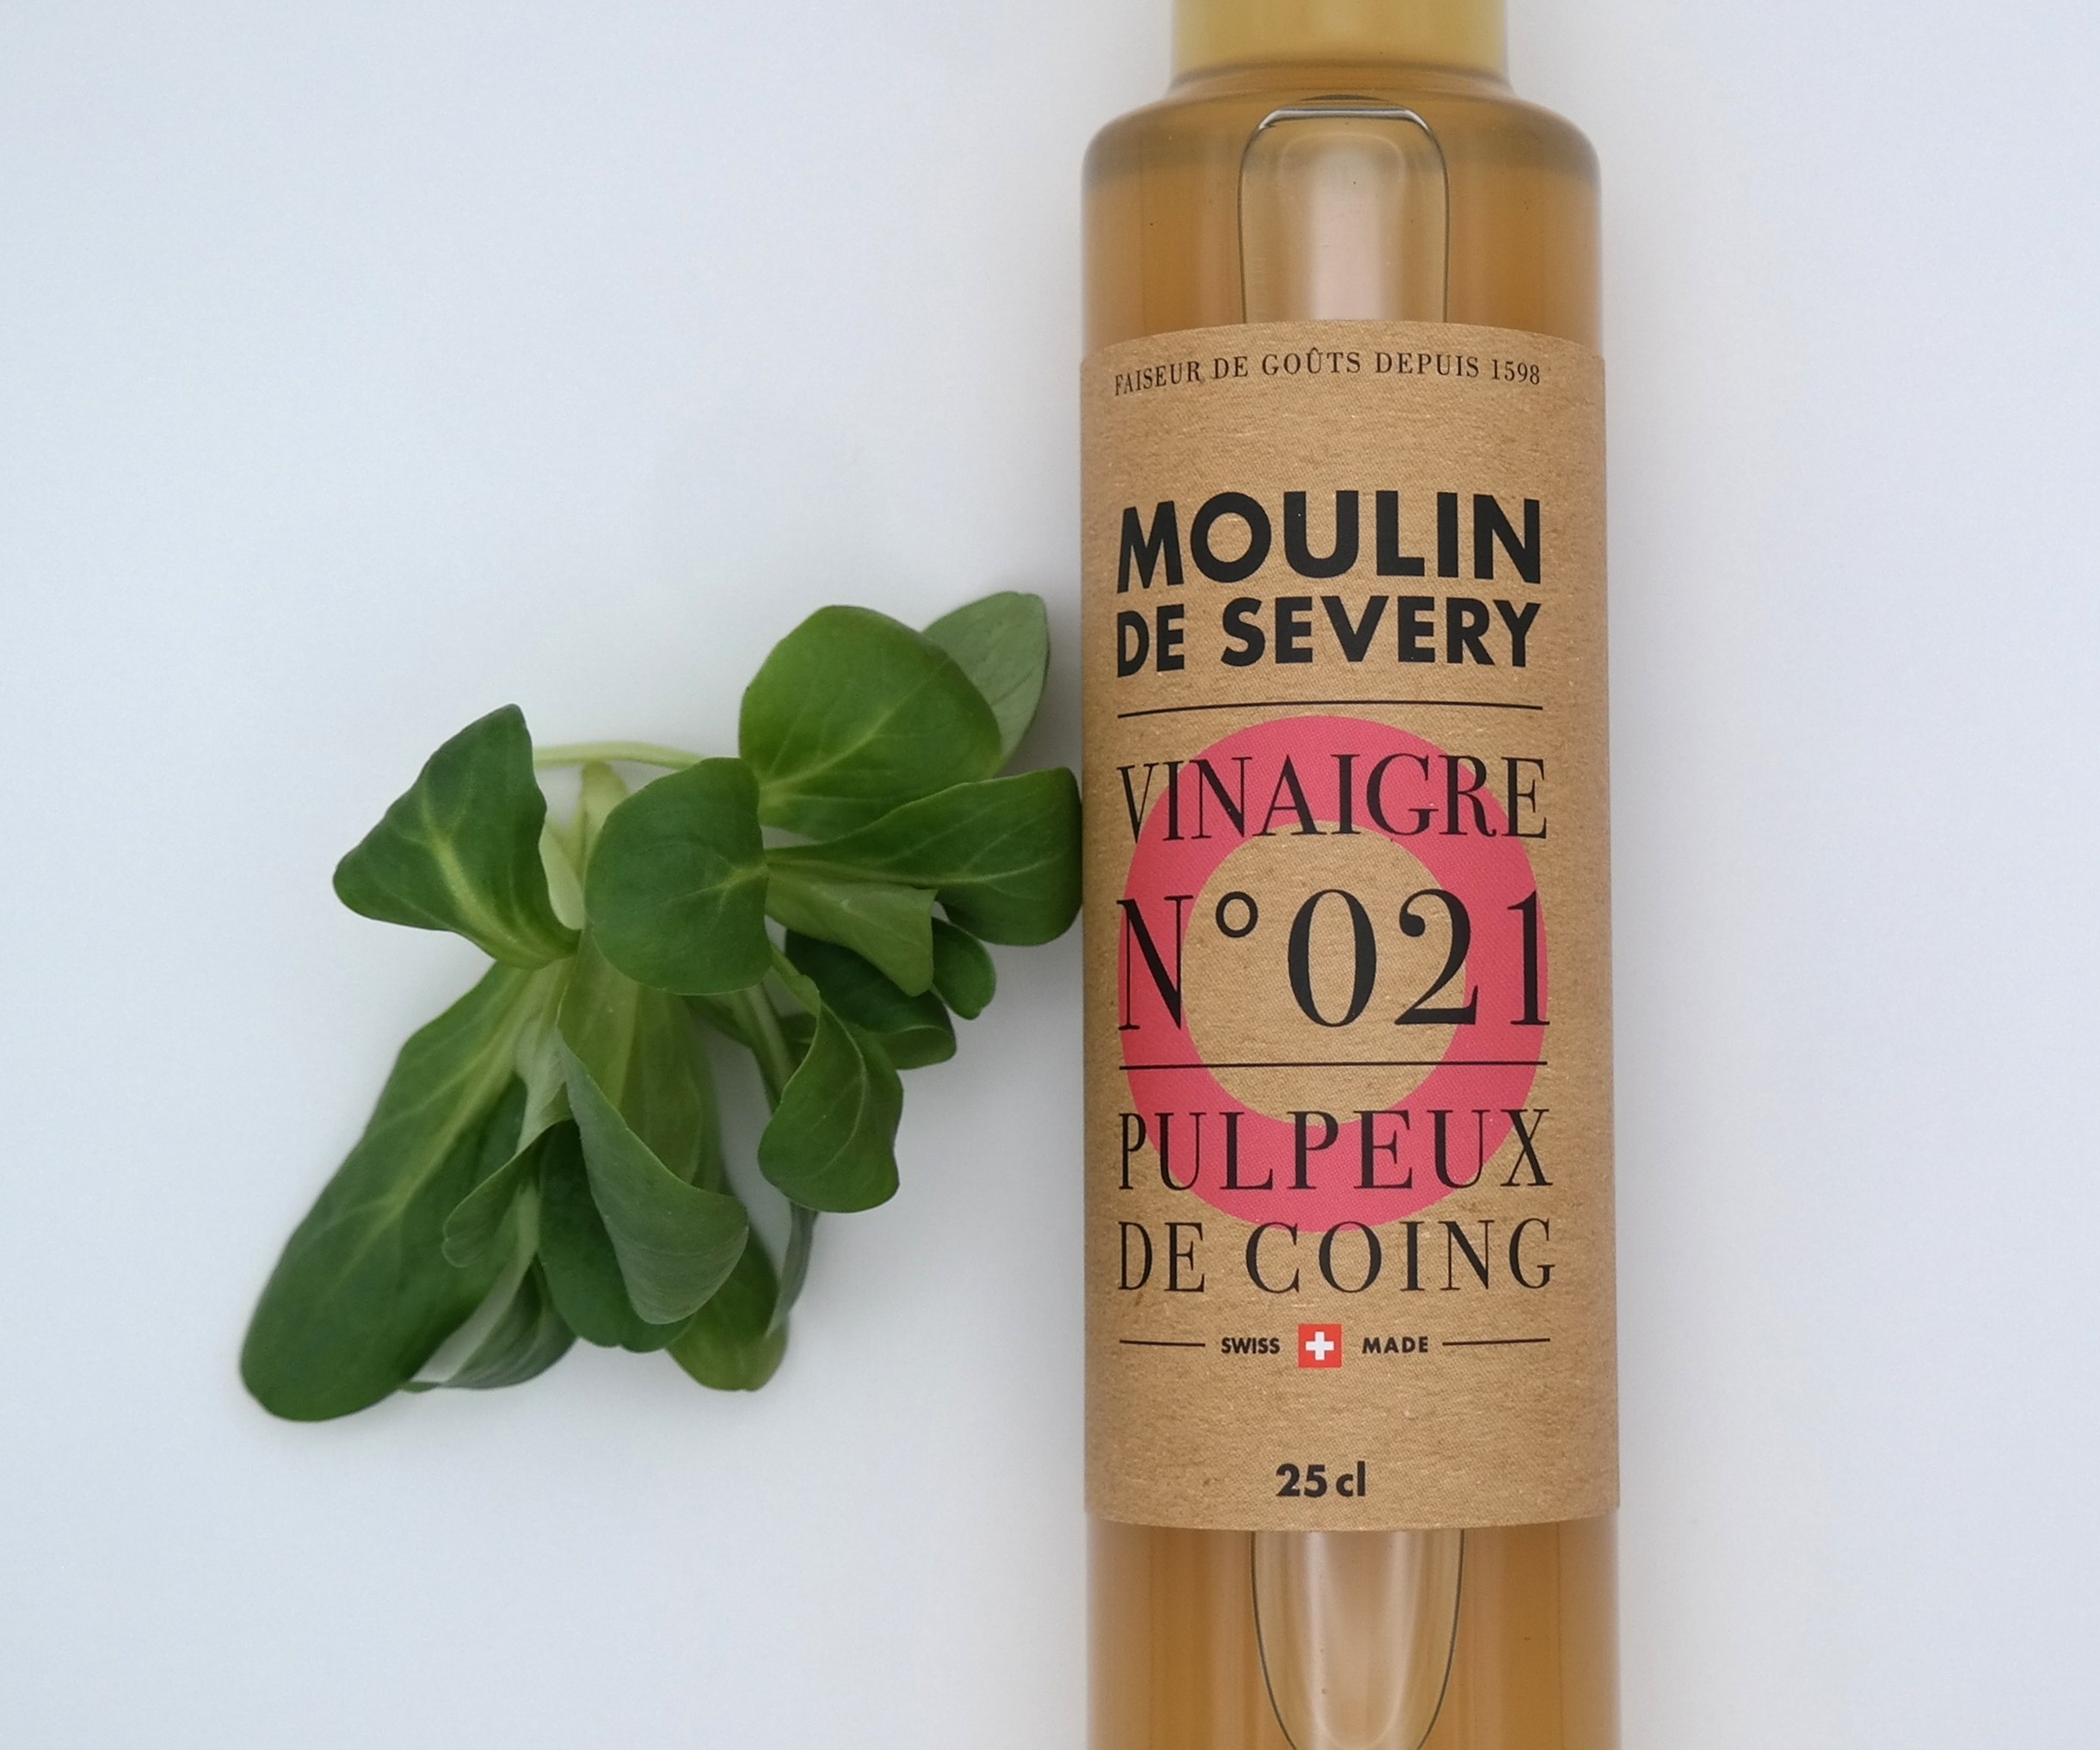 FAISEUR DE GOÛTS DEPUIS 1598
MOULIN
DE SEVERY
VINAIGRE
N°021
PULPEUX
DE COING
SWISS MADE
25 cl